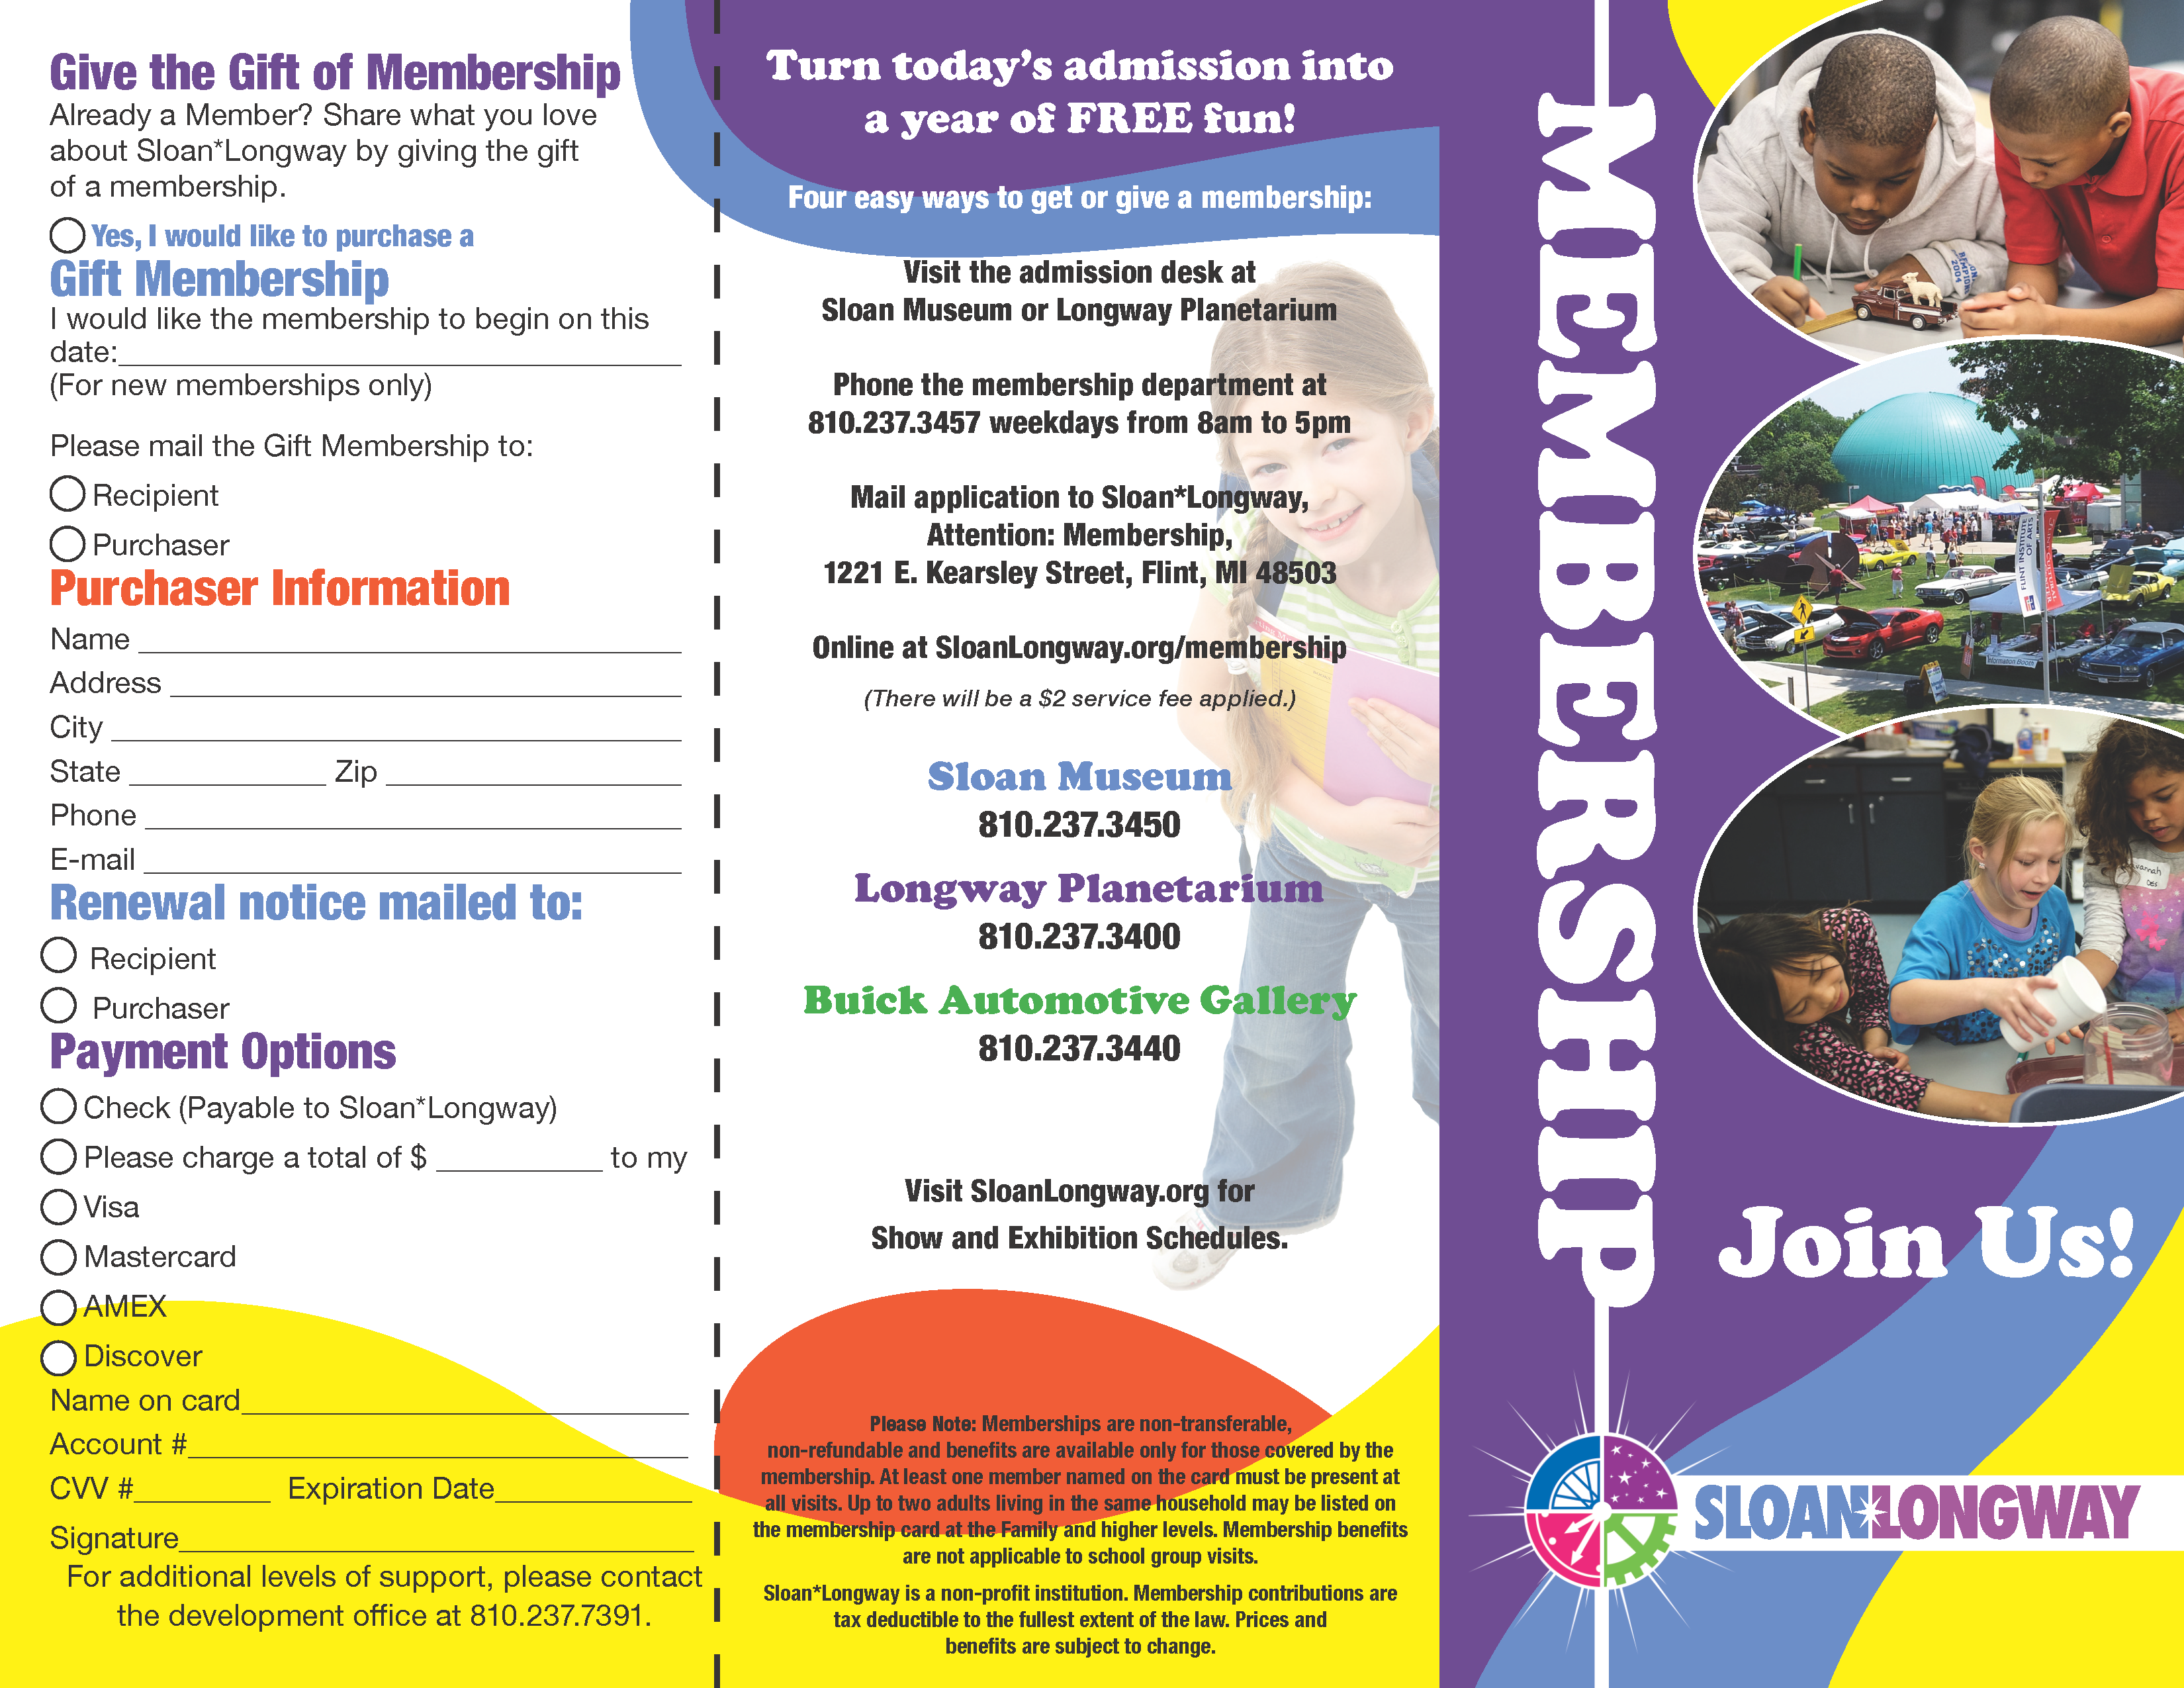 Give the Gift of Membership
Already a Member? Share what you love
about Sloan*Longway by giving the gift
of a membership.
Yes, I would like to purchase a
Gift Membership
I would like the membership to begin on this
date:
(For new memberships only)
Please mail the Gift Membership to:
Recipient
Purchaser
Purchaser Information
Name
Address
City
State Zip
Phone
E-mail
Renewal notice mailed to:
Recipient
Purchaser
Payment Options
Check (Payable to Sloan*Longway)
Please charge a total of $ to my
Visa
Mastercard
AMEX
Discover
Name on card
Account #
CVV # Expiration Date
Signature
For additional levels of support, please contact
the development office at 810.237.7391.
Turn today's admission into
a year of FREE fun!
Four easy ways to get or give a membership:
Visit the admission desk at
Sloan Museum or Longway Planetarium
Phone the membership department at
810.237.3457 weekdays from 8am to 5pm
Mail application to Sloan*Longway,
Attention: Membership,
1221 E. Kearsley Street, Flint, MI 48503
Online at SloanLongway.org/membership
(There will be a $2 service fee applied.)
Sloan Museum
810.237.3450
Longway Planetarium
810.237.3400
Buick Automotive Gallery
810.237.3440
Visit SloanLongway.org for
Show and Exhibition Schedules.
Please Note: Memberships are non-transferable,
non-refundable and benefits are available only for those covered by the
membership. At least one member named on the card must be present at
all visits. Up to two adults living in the same household may be listed on
the membership card at the Family and higher levels. Membership benefits
are not applicable to school group visits.
Sloan*Longway is a non-profit institution. Membership contributions are
tax deductible to the fullest extent of the law. Prices and
benefits are subject to change.
MEMBERSHIP
FLINT INSTITUTE
OF ARTS
Information Booth
Join Us!
SLOAN*LONGWAY